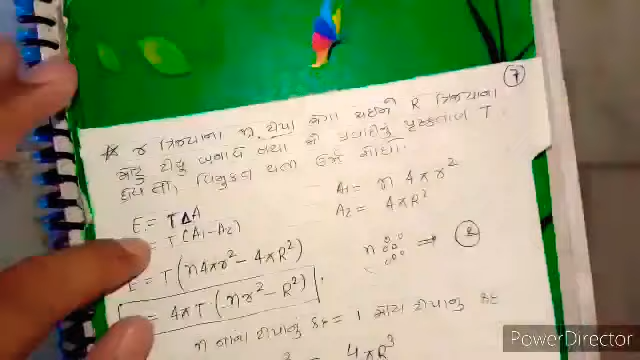 7
* r ત્રિજ્યાના n ટીપા ભેગા થઈને R ત્રિજ્યાના
મોટું ટીપું બનાવે તથા જો પ્રવાહીનું પૃષ્ઠતાણ T
હોય તો. વિમુક્ત થતી ઉર્જા શોધો.
A₁ = n 4πr²
A₂ = 4πR²
E = TΔA
= T (A₁ - A₂)
E = T (n4πr² - 4πR²)
= 4πT (nr² - R²)
n ⇒ R
n નાના ટીપાનું કદ = 1 મોટા ટીપાનું કદ
= 4πR³
PowerDirector